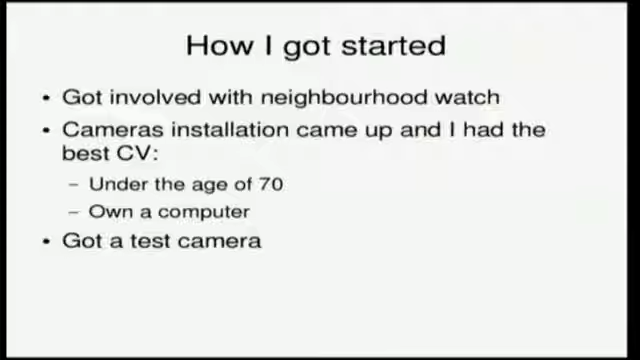 How I got started
• Got involved with neighbourhood watch
• Cameras installation came up and I had the
best CV:
– Under the age of 70
– Own a computer
• Got a test camera